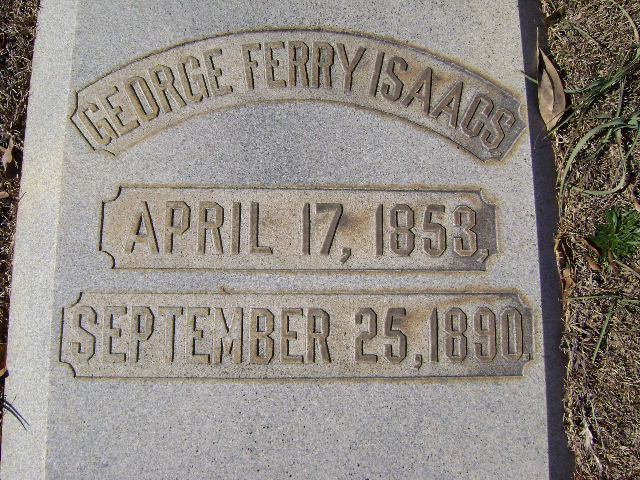 GEORGE FERRY ISAACS
APRIL 17, 1853,
SEPTEMBER 25, 1890.